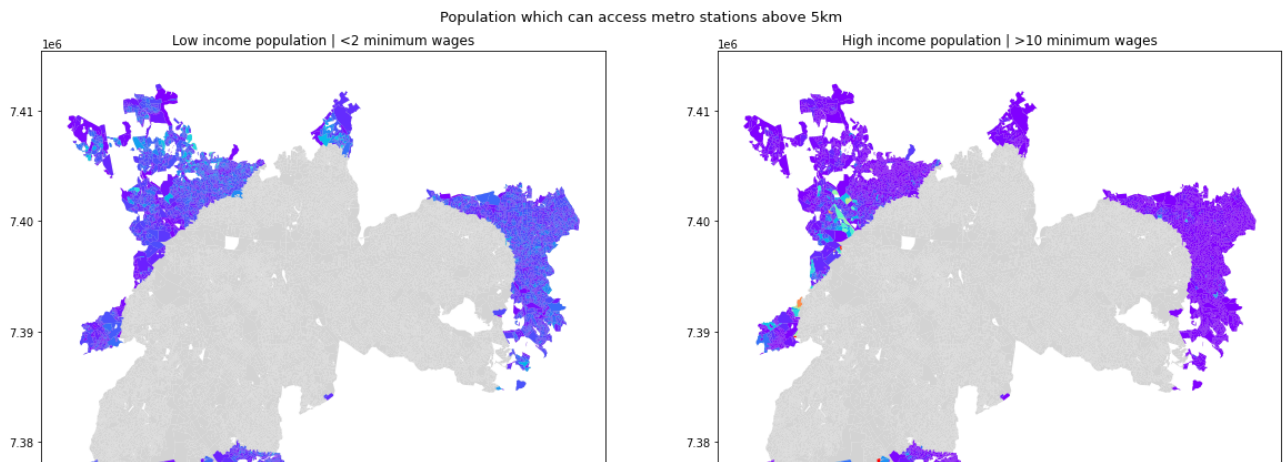 Population which can access metro stations above 5km
Low income population | <2 minimum wages
High income population | >10 minimum wages
1e6
7.41
7.40
7.39
7.38
1e6
7.41
7.40
7.39
7.38